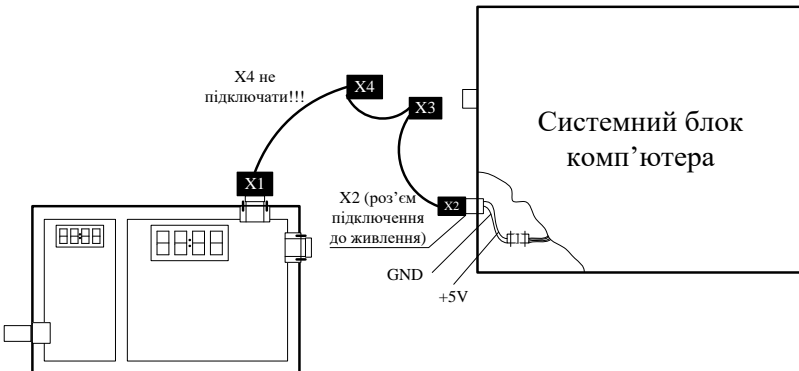 X4 не
підключати!!!
X4
X3
Системний блок
комп’ютера
X1
X2 (роз’єм
підключення
до живлення)
X2
GND
+5V